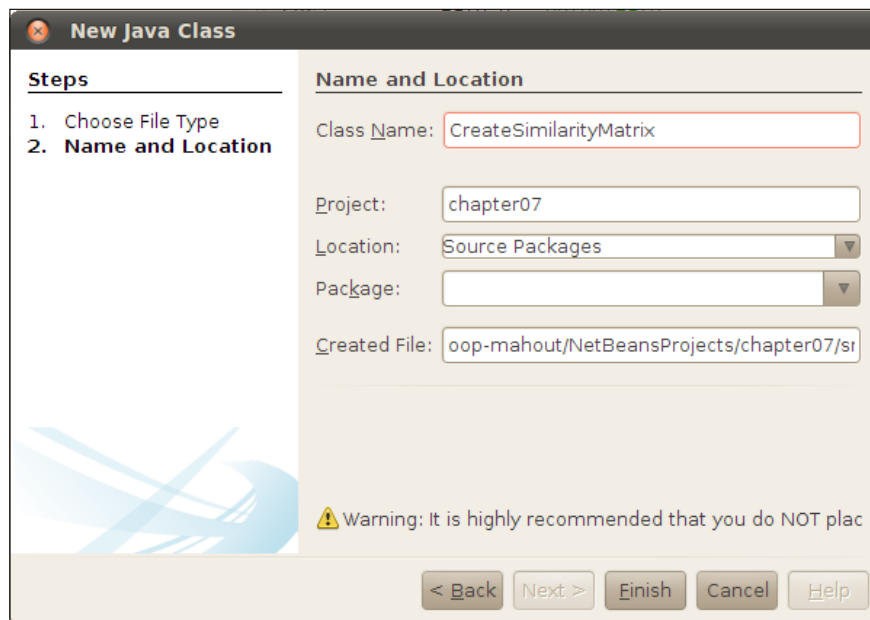 New Java Class
Steps
1. Choose File Type
2. Name and Location
Name and Location
Class Name: CreateSimilarityMatrix
Project: chapter07
Location: Source Packages
Package:
Created File: oop-mahout/NetBeansProjects/chapter07/sr
Warning: It is highly recommended that you do NOT plac
< Back Next > Finish Cancel Help